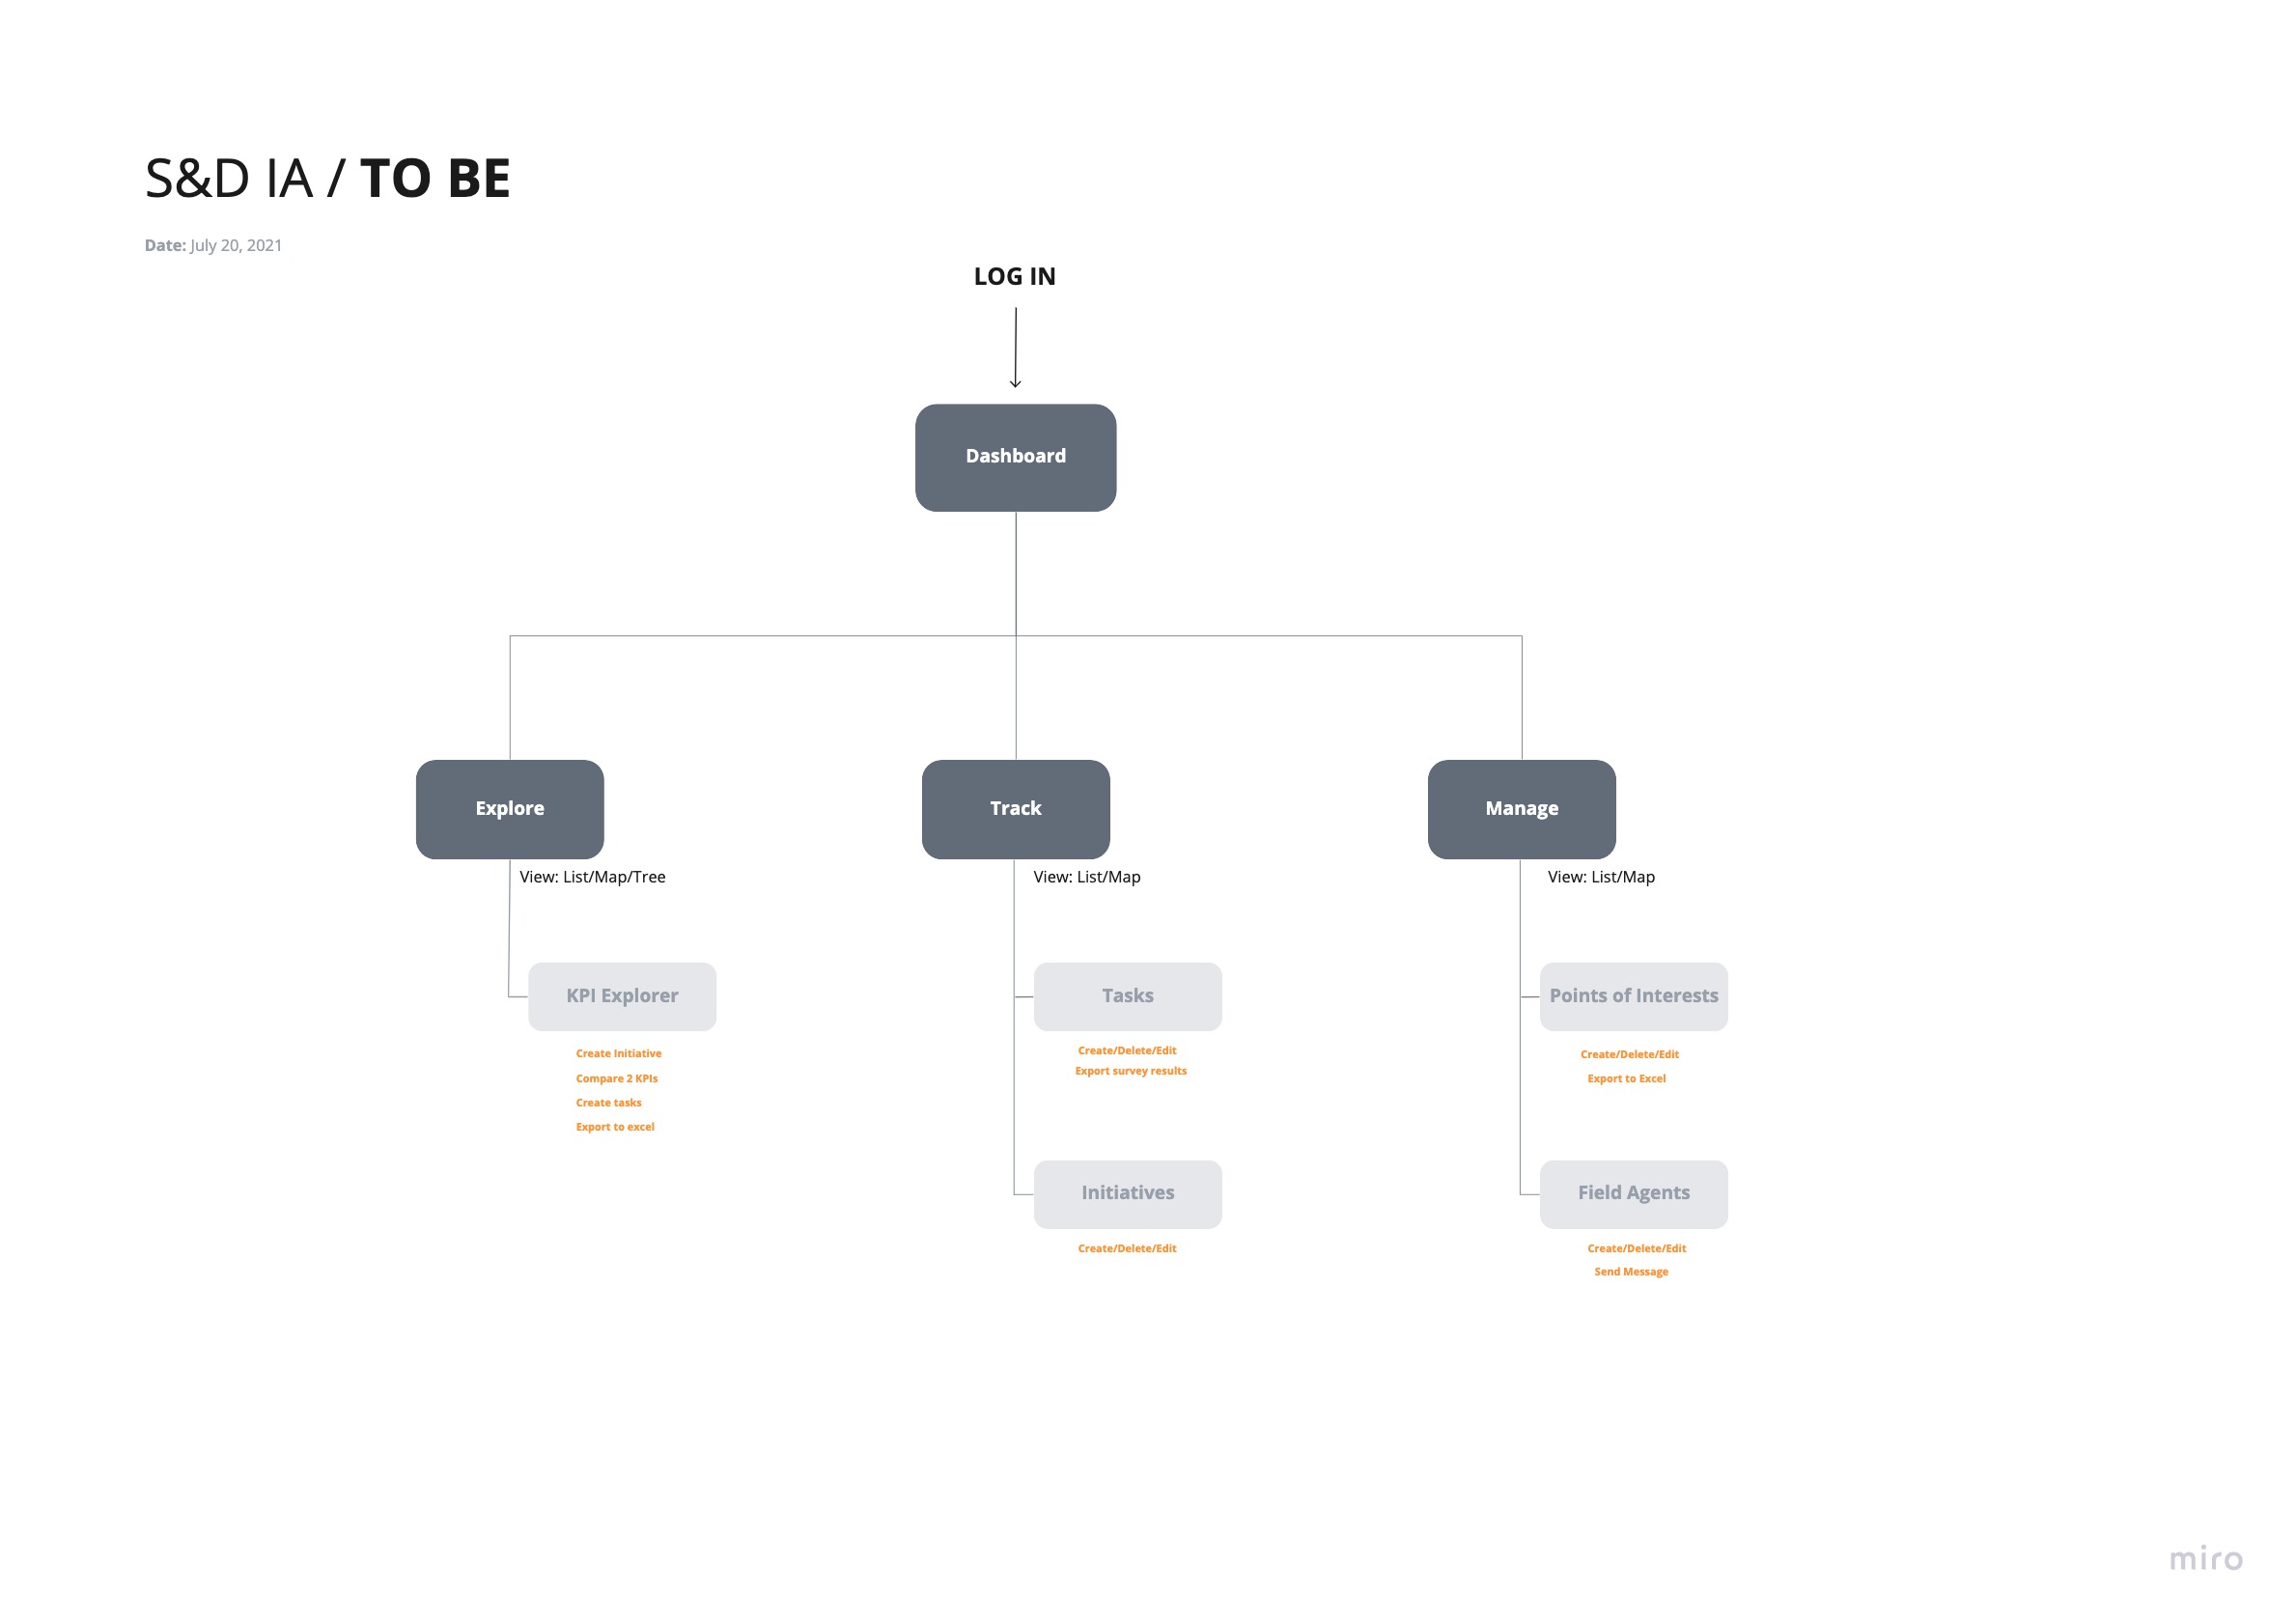 S&D IA / TO BE
Date: July 20, 2021
LOG IN
Dashboard
Explore
Track
Manage
View: List/Map/Tree
View: List/Map
View: List/Map
KPI Explorer
Tasks
Points of Interests
Create Initiative
Compare 2 KPIs
Create tasks
Export to excel
Create/Delete/Edit
Export survey results
Create/Delete/Edit
Export to Excel
Initiatives
Field Agents
Create/Delete/Edit
Create/Delete/Edit
Send Message
miro